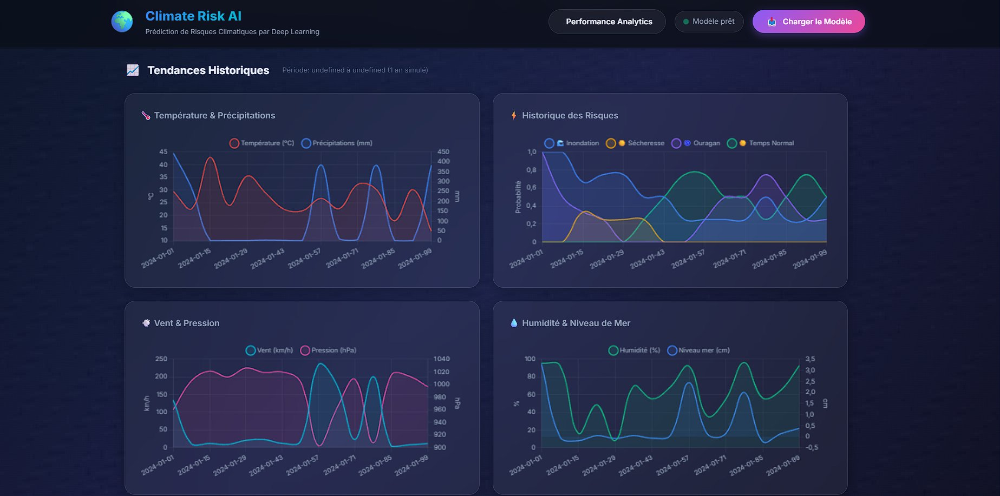 Climate Risk AI
Prédiction de Risques Climatiques par Deep Learning
Performance Analytics
Modèle prêt
Charger le Modèle
Tendances Historiques
Période: undefined à undefined (1 an simulé)
Température & Précipitations
Température (°C) Précipitations (mm)
45
40
35
30
25
20
15
10
°C
450
400
350
300
250
200
150
100
50
0
mm
2024-01-01 2024-01-15 2024-01-29 2024-01-43 2024-01-57 2024-01-71 2024-01-85 2024-01-99
Historique des Risques
Inondation Sécheresse Ouragan Temps Normal
1,0
0,8
0,6
0,4
0,2
0
Probabilité
2024-01-01 2024-01-15 2024-01-29 2024-01-43 2024-01-57 2024-01-71 2024-01-85 2024-01-99
Vent & Pression
Vent (km/h) Pression (hPa)
250
200
150
100
50
0
km/h
1040
1020
1000
980
960
940
920
900
hPa
2024-01-01 2024-01-15 2024-01-29 2024-01-43 2024-01-57 2024-01-71 2024-01-85 2024-01-99
Humidité & Niveau de Mer
Humidité (%) Niveau mer (cm)
100
80
60
40
20
0
%
3,5
3,0
2,5
2,0
1,5
1,0
0,5
0
-0,5
cm
2024-01-01 2024-01-15 2024-01-29 2024-01-43 2024-01-57 2024-01-71 2024-01-85 2024-01-99